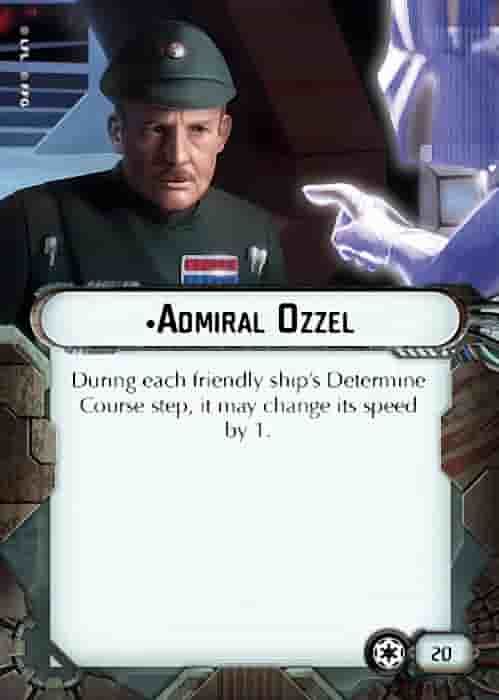 •Admiral Ozzel
During each friendly ship's Determine
Course step, it may change its speed
by 1.
20